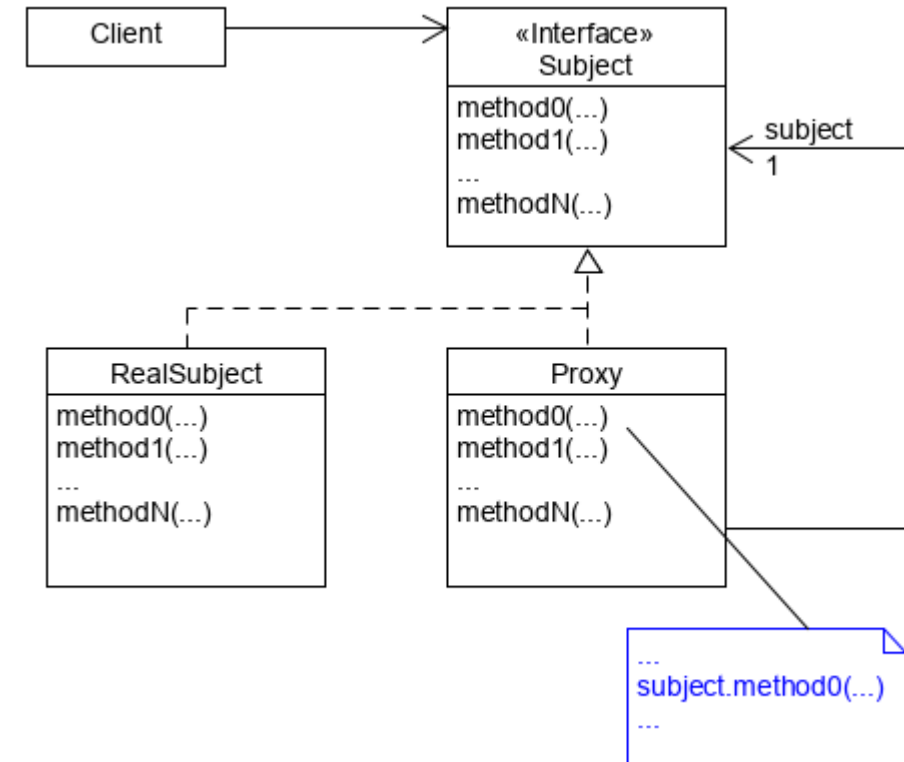 Client
«Interface»
Subject
method0(...)
method1(...)
...
methodN(...)
subject
1
RealSubject
method0(...)
method1(...)
...
methodN(...)
Proxy
method0(...)
method1(...)
...
methodN(...)
...
subject.method0(...)
...